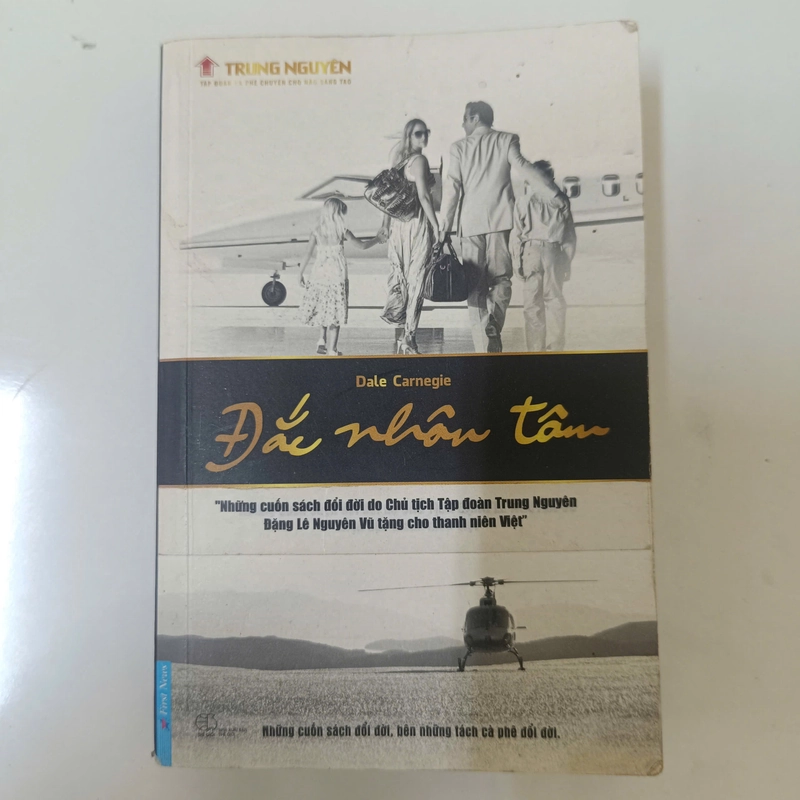 TRUNG NGUYÊN
Dale Carnegie
Đắc nhân tâm
"Những cuốn sách đổi đời do Chủ tịch Tập đoàn Trung Nguyên
Đặng Lê Nguyên Vũ tặng cho thanh niên Việt"
First News
Những cuốn sách đổi đời, bên những tách cà phê đổi đời.